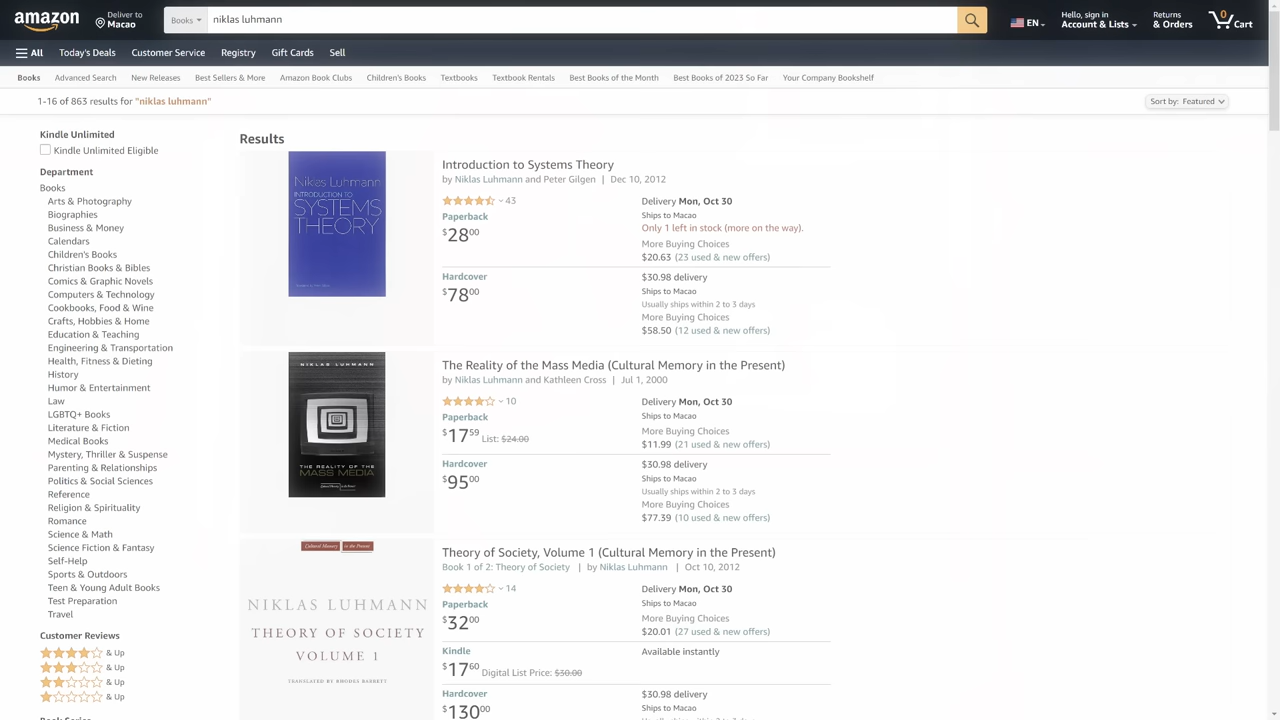 amazon
Deliver to
Macao
Books
niklas luhmann
EN
Hello, sign in
Account & Lists
Returns
& Orders
0
Cart
All
Today's Deals
Customer Service
Registry
Gift Cards
Sell
Books
Advanced Search
New Releases
Best Sellers & More
Amazon Book Clubs
Children's Books
Textbooks
Textbook Rentals
Best Books of the Month
Best Books of 2023 So Far
Your Company Bookshelf
1-16 of 863 results for "niklas luhmann"
Sort by: Featured
Kindle Unlimited
Kindle Unlimited Eligible
Department
Books
Arts & Photography
Biographies
Business & Money
Calendars
Children's Books
Christian Books & Bibles
Comics & Graphic Novels
Computers & Technology
Cookbooks, Food & Wine
Crafts, Hobbies & Home
Education & Teaching
Engineering & Transportation
Health, Fitness & Dieting
History
Humor & Entertainment
Law
LGBTQ+ Books
Literature & Fiction
Medical Books
Mystery, Thriller & Suspense
Parenting & Relationships
Politics & Social Sciences
Reference
Religion & Spirituality
Romance
Science & Math
Science Fiction & Fantasy
Self-Help
Sports & Outdoors
Teen & Young Adult Books
Test Preparation
Travel
Customer Reviews
& Up
& Up
& Up
& Up
Results
Niklas Luhmann
INTRODUCTION TO
SYSTEMS
THEORY
Introduction to Systems Theory
by Niklas Luhmann and Peter Gilgen | Dec 10, 2012
43
Paperback
$2800
Delivery Mon, Oct 30
Ships to Macao
Only 1 left in stock (more on the way).
More Buying Choices
$20.63 (23 used & new offers)
Hardcover
$7800
$30.98 delivery
Ships to Macao
Usually ships within 2 to 3 days
More Buying Choices
$58.50 (12 used & new offers)
NIKLAS LUHMANN
THE REALITY OF THE
MASS MEDIA
The Reality of the Mass Media (Cultural Memory in the Present)
by Niklas Luhmann and Kathleen Cross | Jul 1, 2000
10
Paperback
$1759 List: $24.00
Delivery Mon, Oct 30
Ships to Macao
More Buying Choices
$11.99 (21 used & new offers)
Hardcover
$9500
$30.98 delivery
Ships to Macao
Usually ships within 2 to 3 days
More Buying Choices
$77.39 (10 used & new offers)
Cultural Memory in the Present
NIKLAS LUHMANN
THEORY OF SOCIETY
VOLUME 1
TRANSLATED BY RHODES BARRETT
Theory of Society, Volume 1 (Cultural Memory in the Present)
Book 1 of 2: Theory of Society | by Niklas Luhmann | Oct 10, 2012
14
Paperback
$3200
Delivery Mon, Oct 30
Ships to Macao
More Buying Choices
$20.01 (27 used & new offers)
Kindle
$1760 Digital List Price: $30.00
Available instantly
Hardcover
$13000
$30.98 delivery
Ships to Macao